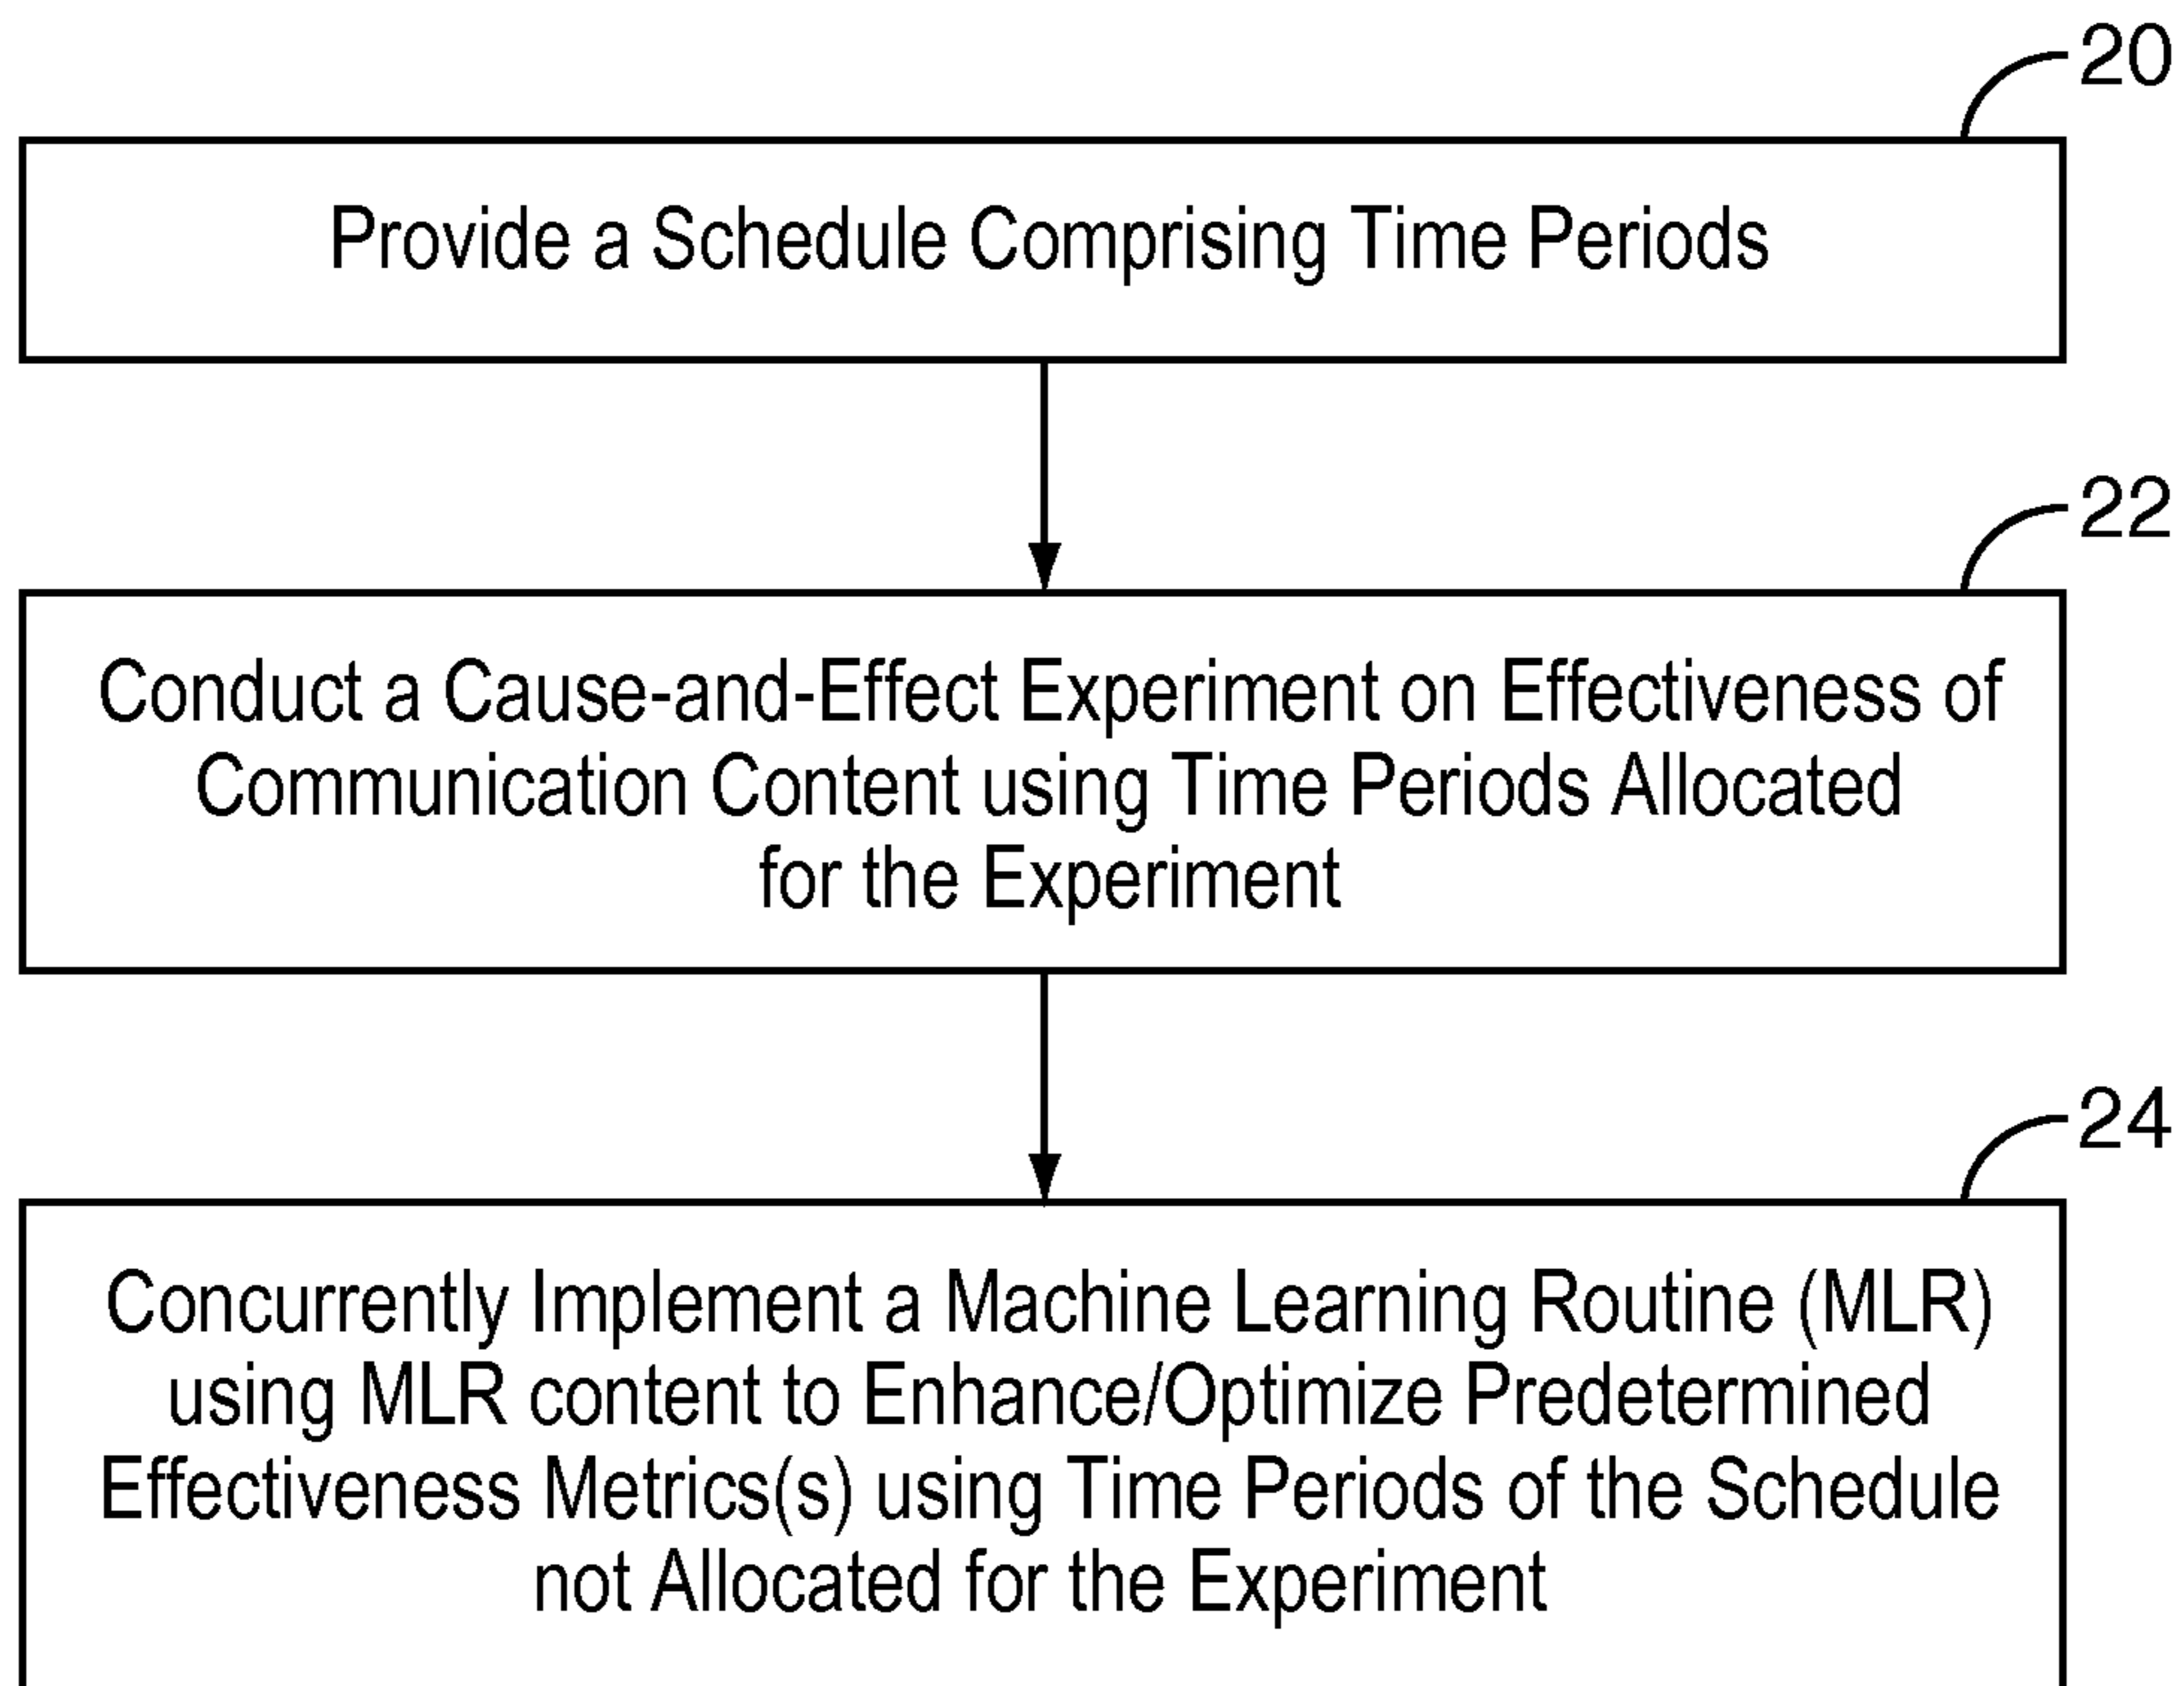 20
Provide a Schedule Comprising Time Periods
22
Conduct a Cause-and-Effect Experiment on Effectiveness of
Communication Content using Time Periods Allocated
for the Experiment
24
Concurrently Implement a Machine Learning Routine (MLR)
using MLR content to Enhance/Optimize Predetermined
Effectiveness Metrics(s) using Time Periods of the Schedule
not Allocated for the Experiment